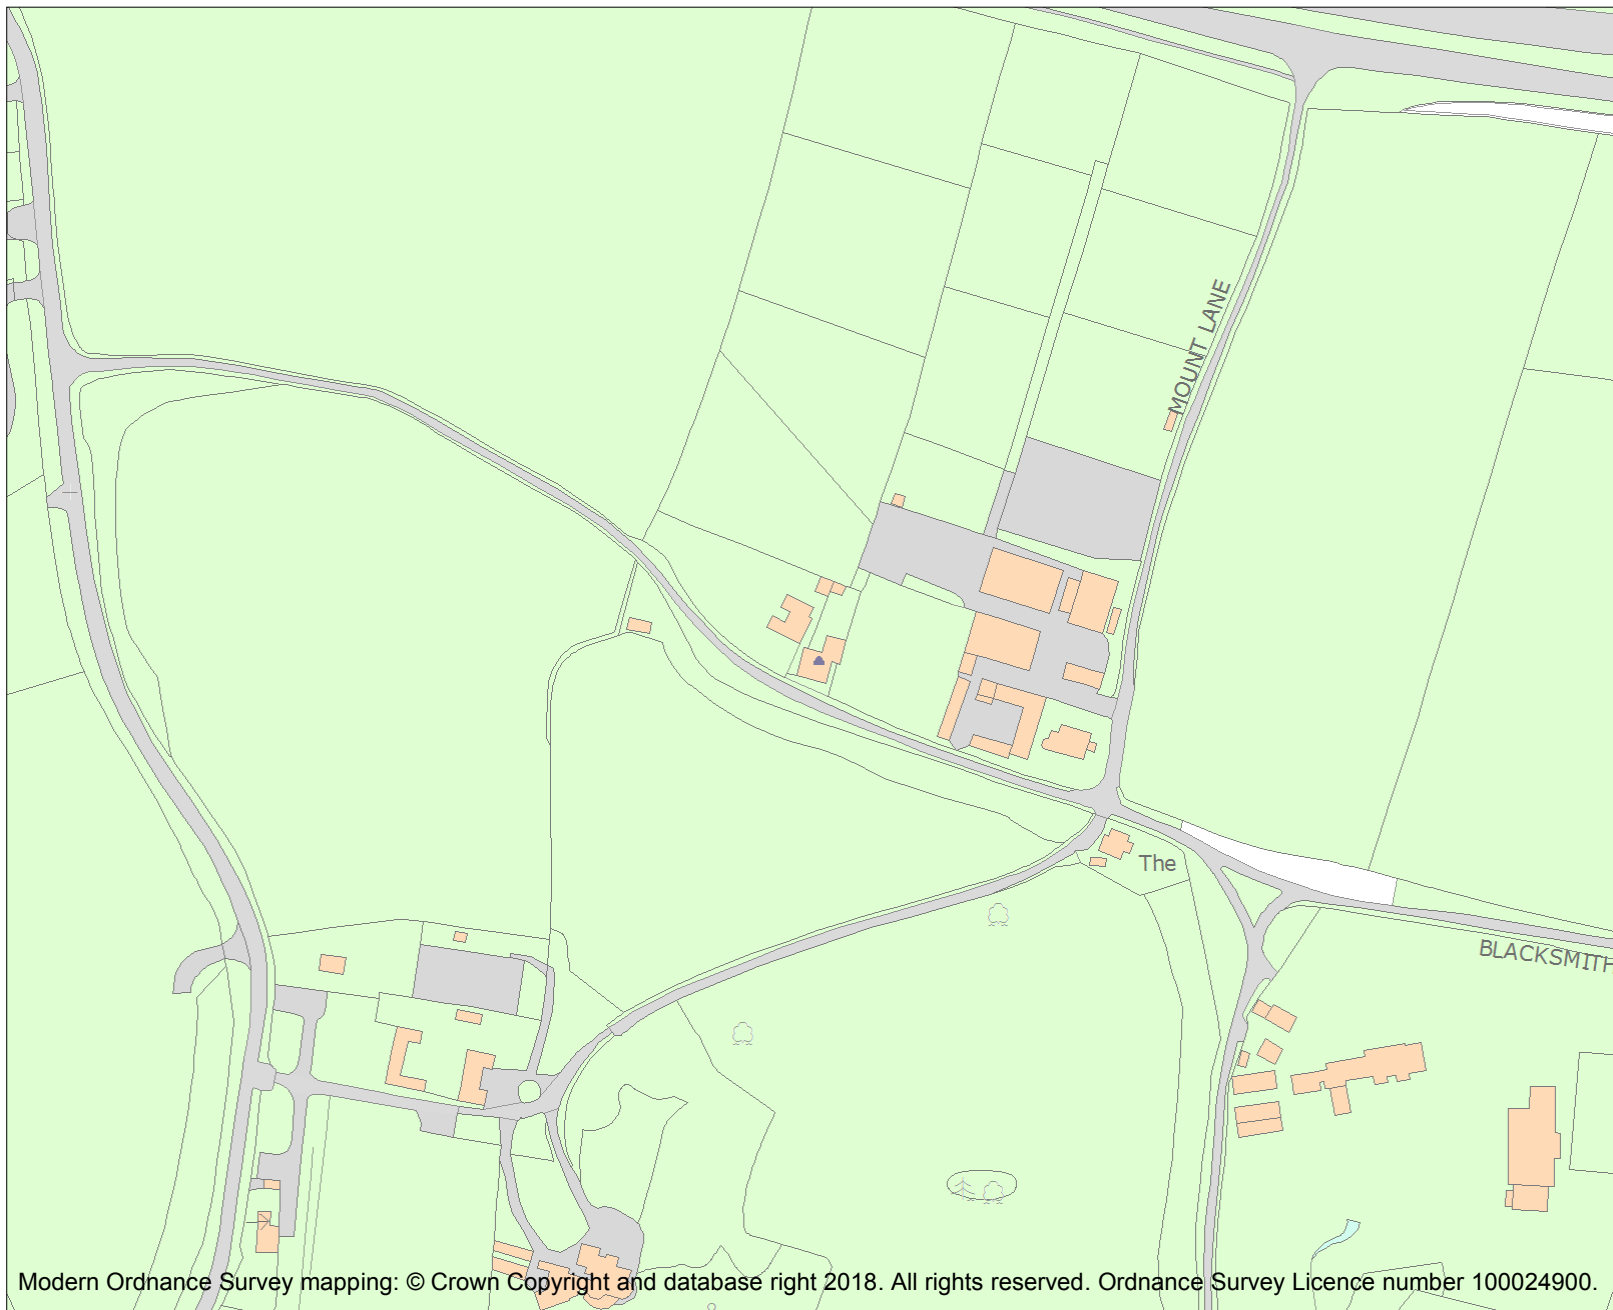 MOUNT LANE
The
BLACKSMITH
Modern Ordnance Survey mapping: © Crown Copyright and database right 2018. All rights reserved. Ordnance Survey Licence number 100024900.